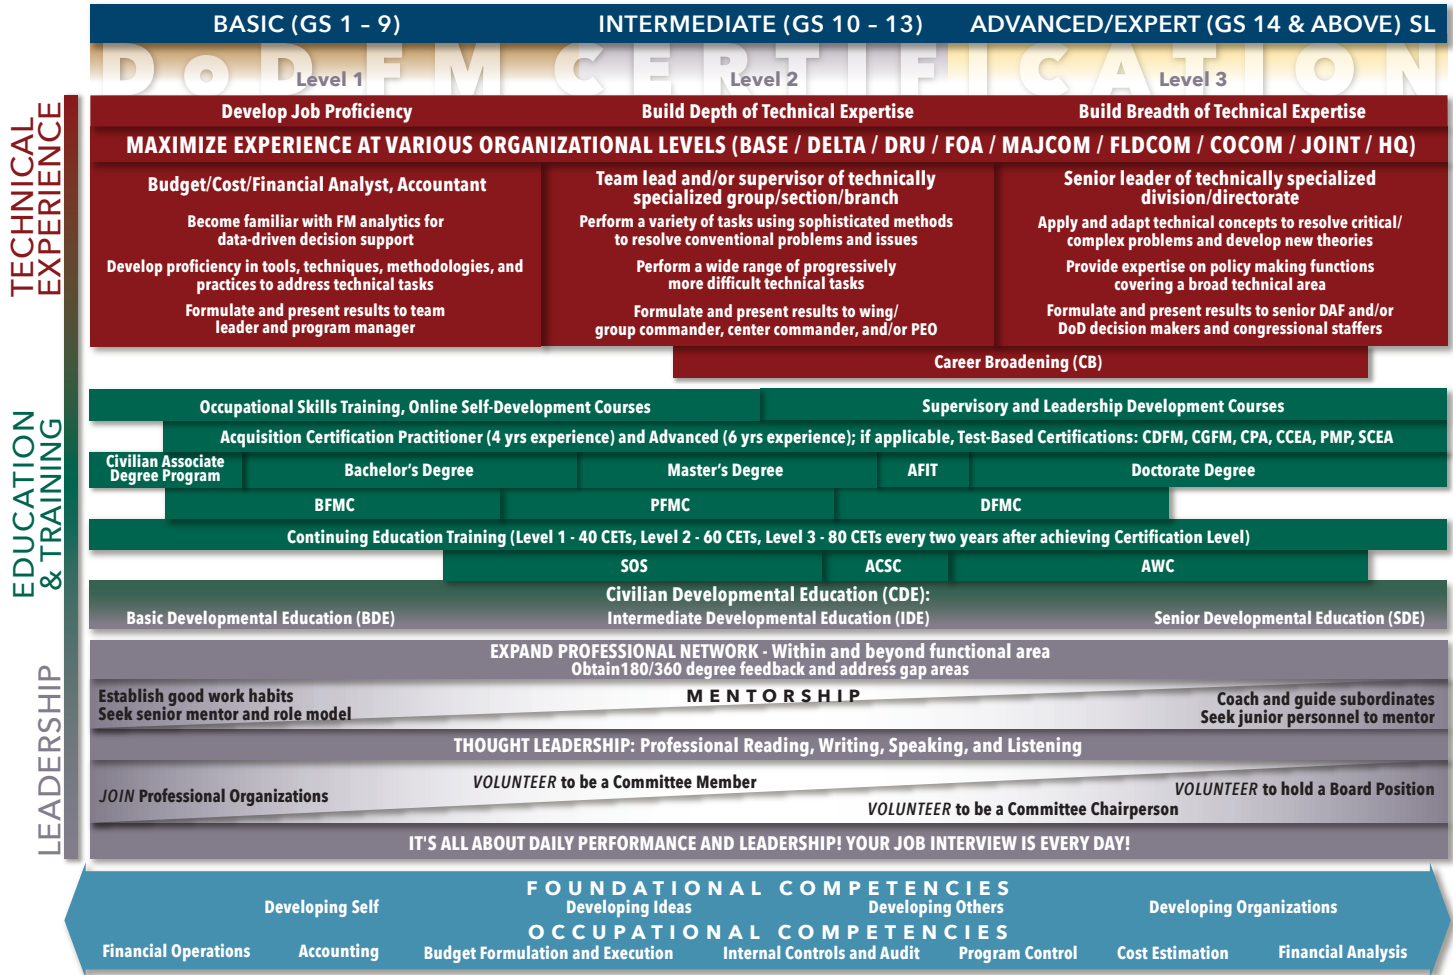 BASIC (GS 1 – 9)
INTERMEDIATE (GS 10 – 13)
ADVANCED/EXPERT (GS 14 & ABOVE) SL
DoD FM CERTIFICATION
Level 1
Level 2
Level 3
TECHNICAL
EXPERIENCE
Develop Job Proficiency
Build Depth of Technical Expertise
Build Breadth of Technical Expertise
MAXIMIZE EXPERIENCE AT VARIOUS ORGANIZATIONAL LEVELS (BASE / DELTA / DRU / FOA / MAJCOM / FLDCOM / COCOM / JOINT / HQ)
Budget/Cost/Financial Analyst, Accountant
Become familiar with FM analytics for
data-driven decision support
Develop proficiency in tools, techniques, methodologies, and
practices to address technical tasks
Formulate and present results to team
leader and program manager
Team lead and/or supervisor of technically
specialized group/section/branch
Perform a variety of tasks using sophisticated methods
to resolve conventional problems and issues
Perform a wide range of progressively
more difficult technical tasks
Formulate and present results to wing/
group commander, center commander, and/or PEO
Senior leader of technically specialized
division/directorate
Apply and adapt technical concepts to resolve critical/
complex problems and develop new theories
Provide expertise on policy making functions
covering a broad technical area
Formulate and present results to senior DAF and/or
DoD decision makers and congressional staffers
Career Broadening (CB)
EDUCATION
& TRAINING
Occupational Skills Training, Online Self-Development Courses
Supervisory and Leadership Development Courses
Acquisition Certification Practitioner (4 yrs experience) and Advanced (6 yrs experience); if applicable, Test-Based Certifications: CDFM, CGFM, CPA, CCEA, PMP, SCEA
Civilian Associate
Degree Program
Bachelor's Degree
Master's Degree
AFIT
Doctorate Degree
BFMC
PFMC
DFMC
Continuing Education Training (Level 1 - 40 CETs, Level 2 - 60 CETs, Level 3 - 80 CETs every two years after achieving Certification Level)
SOS
ACSC
AWC
Civilian Developmental Education (CDE):
Basic Developmental Education (BDE)
Intermediate Developmental Education (IDE)
Senior Developmental Education (SDE)
LEADERSHIP
EXPAND PROFESSIONAL NETWORK - Within and beyond functional area
Obtain180/360 degree feedback and address gap areas
Establish good work habits
Seek senior mentor and role model
MENTORSHIP
Coach and guide subordinates
Seek junior personnel to mentor
THOUGHT LEADERSHIP: Professional Reading, Writing, Speaking, and Listening
JOIN Professional Organizations
VOLUNTEER to be a Committee Member
VOLUNTEER to be a Committee Chairperson
VOLUNTEER to hold a Board Position
IT'S ALL ABOUT DAILY PERFORMANCE AND LEADERSHIP! YOUR JOB INTERVIEW IS EVERY DAY!
FOUNDATIONAL COMPETENCIES
Developing Self
Developing Ideas
Developing Others
Developing Organizations
OCCUPATIONAL COMPETENCIES
Financial Operations
Accounting
Budget Formulation and Execution
Internal Controls and Audit
Program Control
Cost Estimation
Financial Analysis